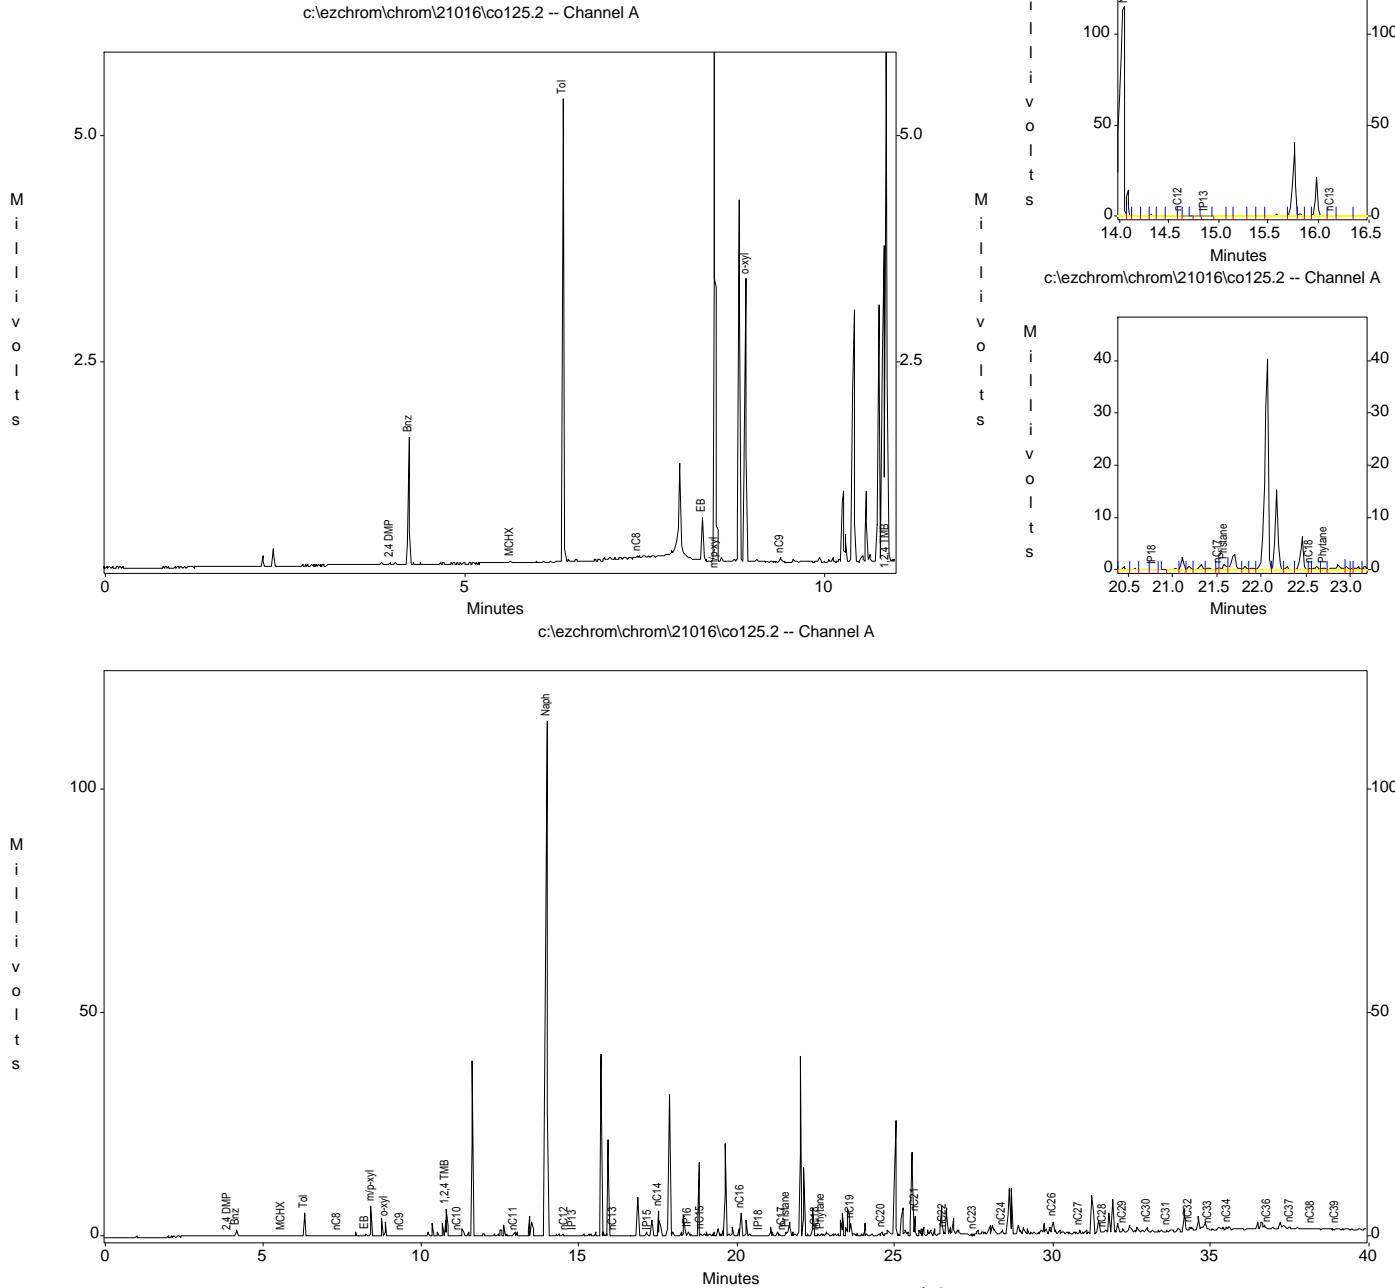 c:\ezchrom\chrom\21016\co125.2 -- Channel A
Millivolts
5.0
2.5
5.0
2.5
2,4 DMP
Bnz
MCHX
Tol
nC8
EB
m/p-xyl
o-xyl
nC9
1,2,4 TMB
0
5
10
Minutes
Millivolts
Millivolts
100
50
0
100
50
0
nC12
IP13
nC13
14.0 14.5 15.0 15.5 16.0 16.5
Minutes
c:\ezchrom\chrom\21016\co125.2 -- Channel A
Millivolts
40
30
20
10
0
40
30
20
10
0
IP18
nC17
Pristane
nC18
Phytane
20.5 21.0 21.5 22.0 22.5 23.0
Minutes
c:\ezchrom\chrom\21016\co125.2 -- Channel A
Millivolts
100
50
0
100
50
0
2,4 DMP
Bnz
MCHX
Tol
nC8
EB
m/p-xyl
o-xyl
nC9
1,2,4 TMB
nC10
nC11
Naph
nC12
IP13
nC13
IP15
nC14
IP16
nC15
nC16
IP18
nC17
Pristane
nC18
Phytane
nC19
nC20
nC21
nC22
nC23
nC24
nC26
nC27
nC28
nC29
nC30
nC31
nC32
nC33
nC34
nC36
nC37
nC38
nC39
0 5 10 15 20 25 30 35 40
Minutes